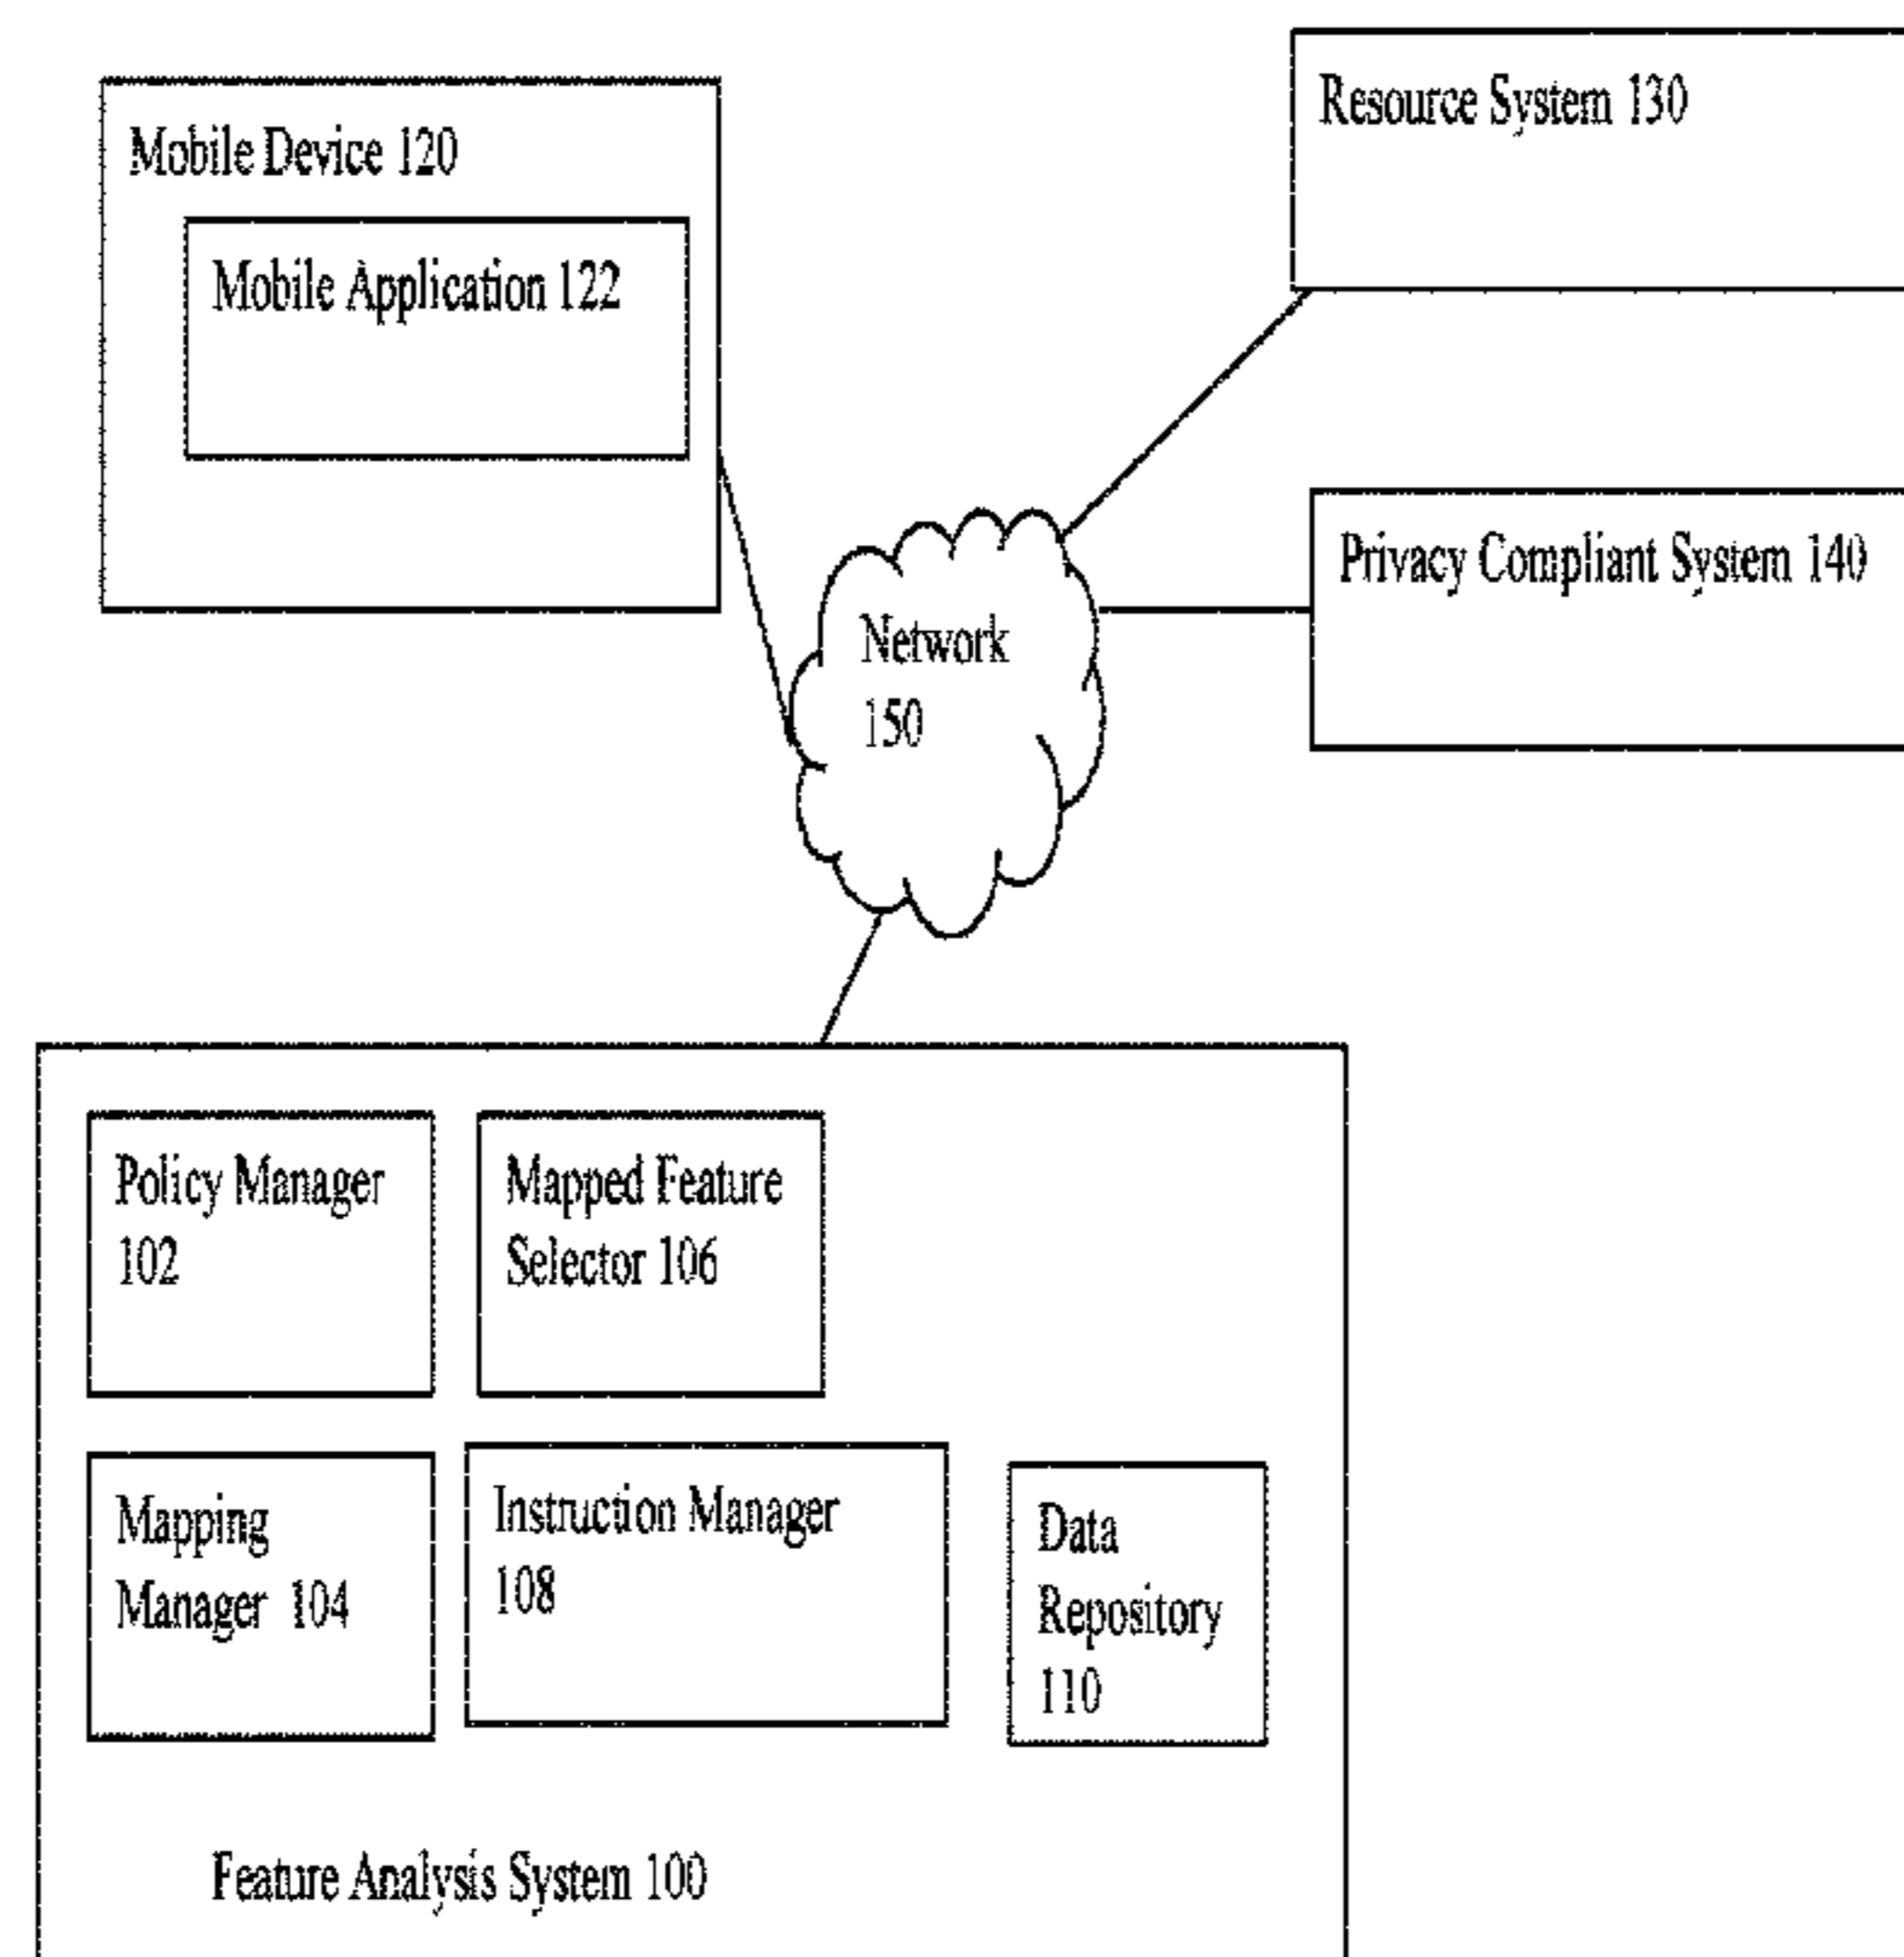 Mobile Device 120
Mobile Application 122
Resource System 130
Privacy Compliant System 140
Network
150
Policy Manager
102
Mapped Feature
Selector 106
Mapping
Manager 104
Instruction Manager
108
Data
Repository
110
Feature Analysis System 100